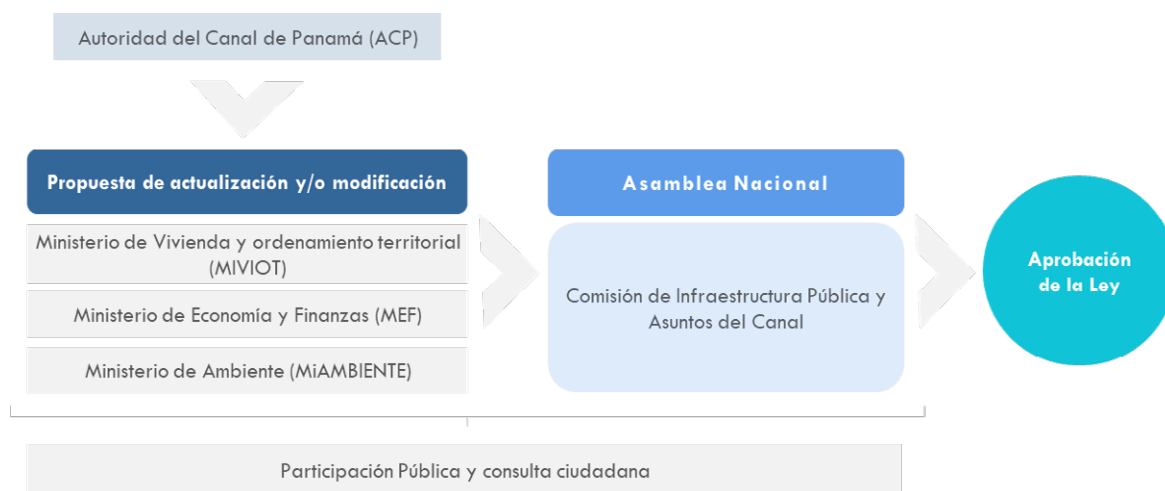 Autoridad del Canal de Panamá (ACP)
Propuesta de actualización y/o modificación
Ministerio de Vivienda y ordenamiento territorial
(MIVIOT)
Ministerio de Economía y Finanzas (MEF)
Ministerio de Ambiente (MiAMBIENTE)
Asamblea Nacional
Comisión de Infraestructura Pública y
Asuntos del Canal
Aprobación
de la Ley
Participación Pública y consulta ciudadana